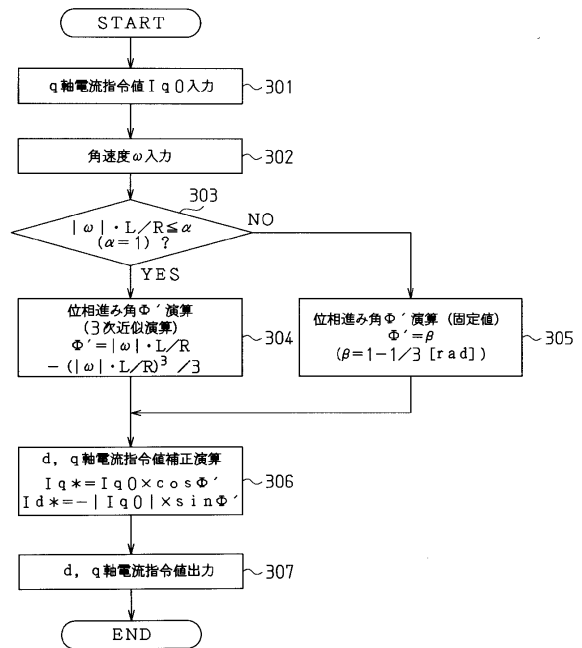 START
q軸電流指令値Iq0入力
301
角速度ω入力
302
303
|ω|・L/R≦α
(α=1) ?
NO
YES
位相進み角Φ′演算
(3次近似演算)
Φ′=|ω|・L/R
-(|ω|・L/R)³/3
304
位相進み角Φ′演算(固定値)
Φ′=β
(β=1-1/3 [rad])
305
d, q軸電流指令値補正演算
Iq*=Iq0×cosΦ′
Id*=-|Iq0|×sinΦ′
306
d, q軸電流指令値出力
307
END